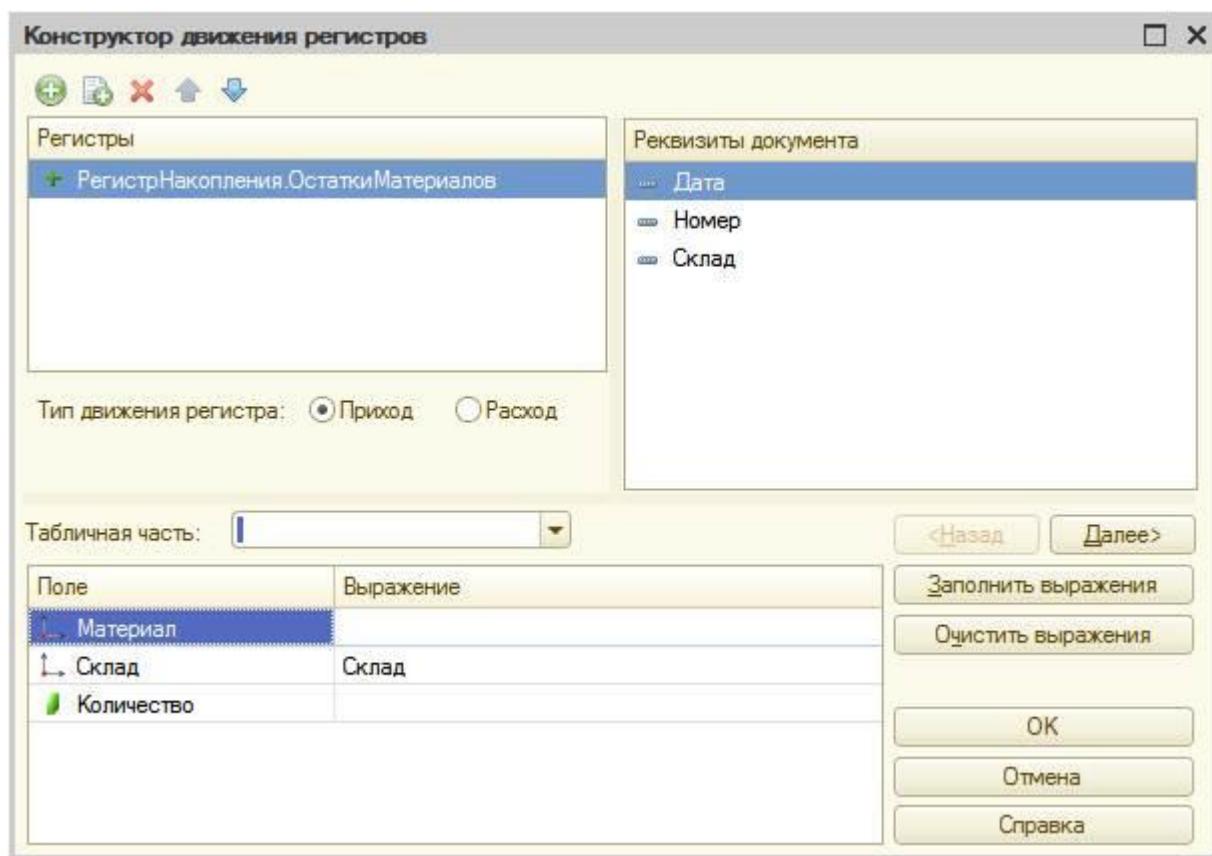 Конструктор движения регистров
Регистры
РегистрНакопления.ОстаткиМатериалов
Реквизиты документа
Дата
Номер
Склад
Тип движения регистра: Приход Расход
Табличная часть:
<Назад Далее>
Поле Выражение
Заполнить выражения
Материал
Очистить выражения
Склад Склад
Количество
ОК
Отмена
Справка